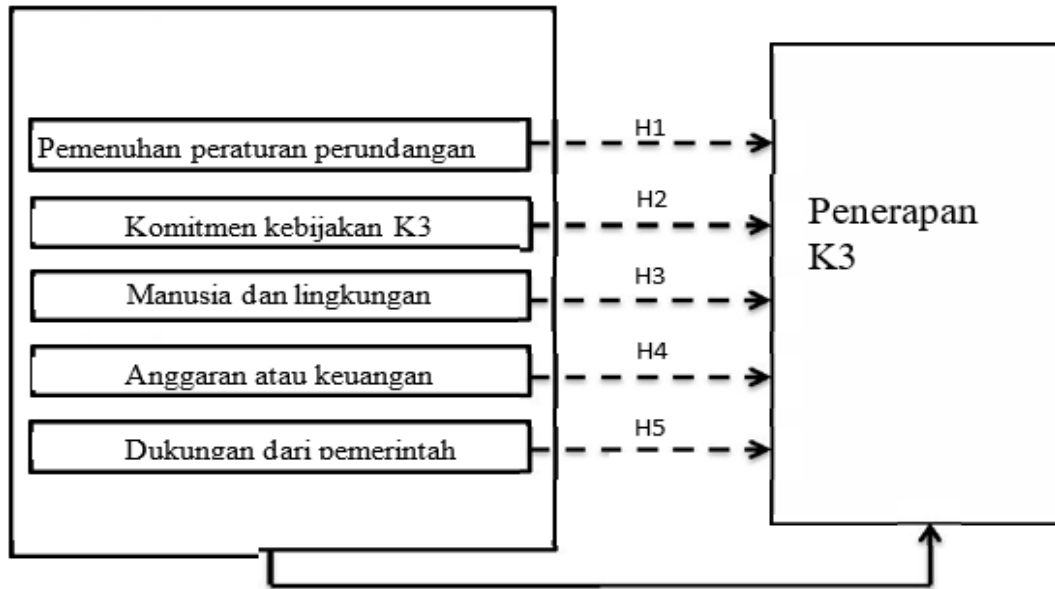 Pemenuhan peraturan perundangan
Komitmen kebijakan K3
Manusia dan lingkungan
Anggaran atau keuangan
Dukungan dari pemerintah
H1
H2
H3
H4
H5
Penerapan
K3